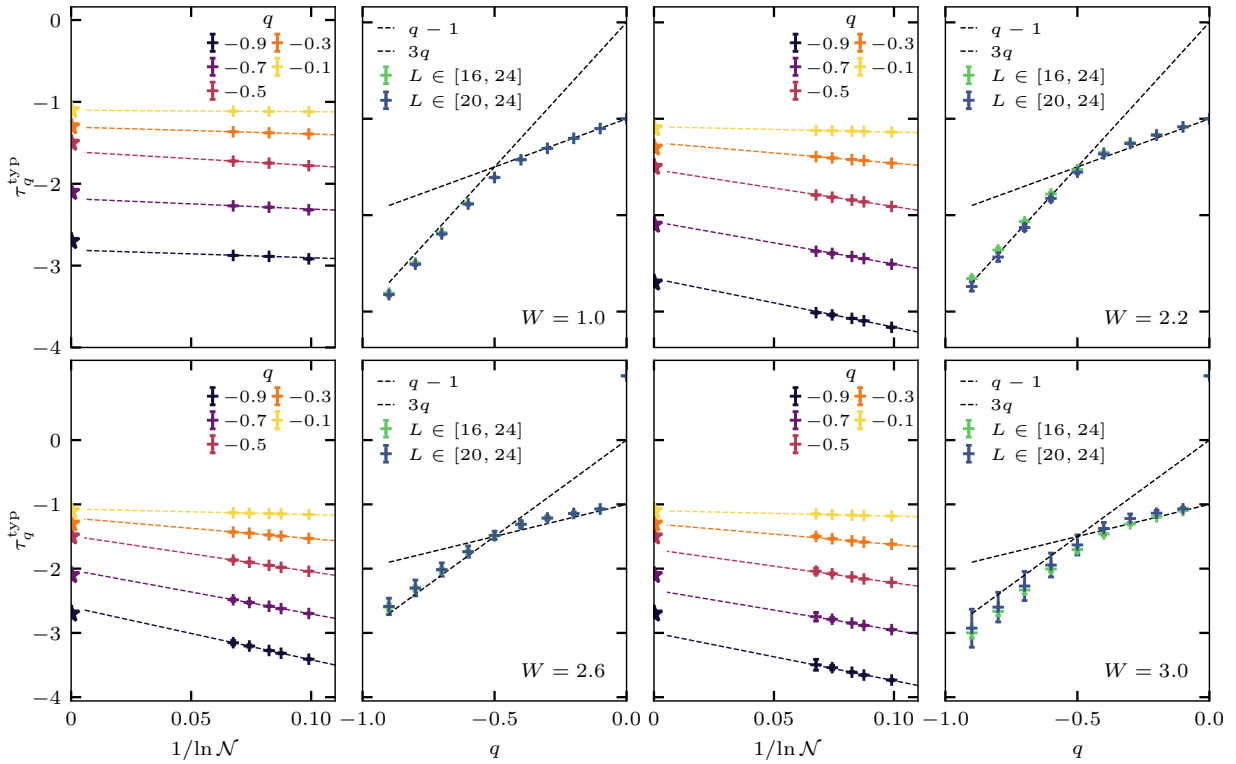 0
−1
−2
−3
−4
τ_q^typ
q
−0.9
−0.3
−0.7
−0.1
−0.5
q − 1
3q
L ∈ [16, 24]
L ∈ [20, 24]
W = 1.0
q
−0.9
−0.3
−0.7
−0.1
−0.5
q − 1
3q
L ∈ [16, 24]
L ∈ [20, 24]
W = 2.2
0
−1
−2
−3
−4
τ_q^typ
q
−0.9
−0.3
−0.7
−0.1
−0.5
0
0.05
0.10
1/ln 𝒩
q − 1
3q
L ∈ [16, 24]
L ∈ [20, 24]
W = 2.6
−1.0
−0.5
0.0
q
q
−0.9
−0.3
−0.7
−0.1
−0.5
0
0.05
0.10
1/ln 𝒩
q − 1
3q
L ∈ [16, 24]
L ∈ [20, 24]
W = 3.0
−1.0
−0.5
0.0
q